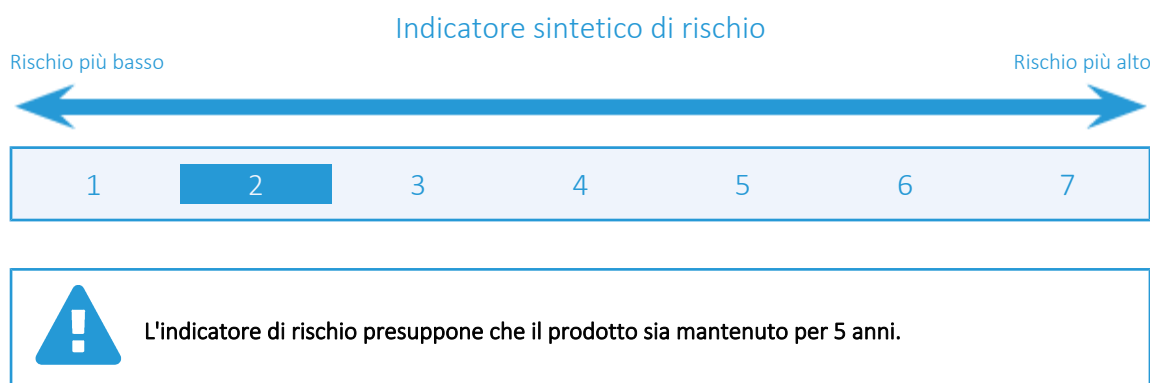 Indicatore sintetico di rischio
Rischio più basso Rischio più alto
1 2 3 4 5 6 7
L'indicatore di rischio presuppone che il prodotto sia mantenuto per 5 anni.